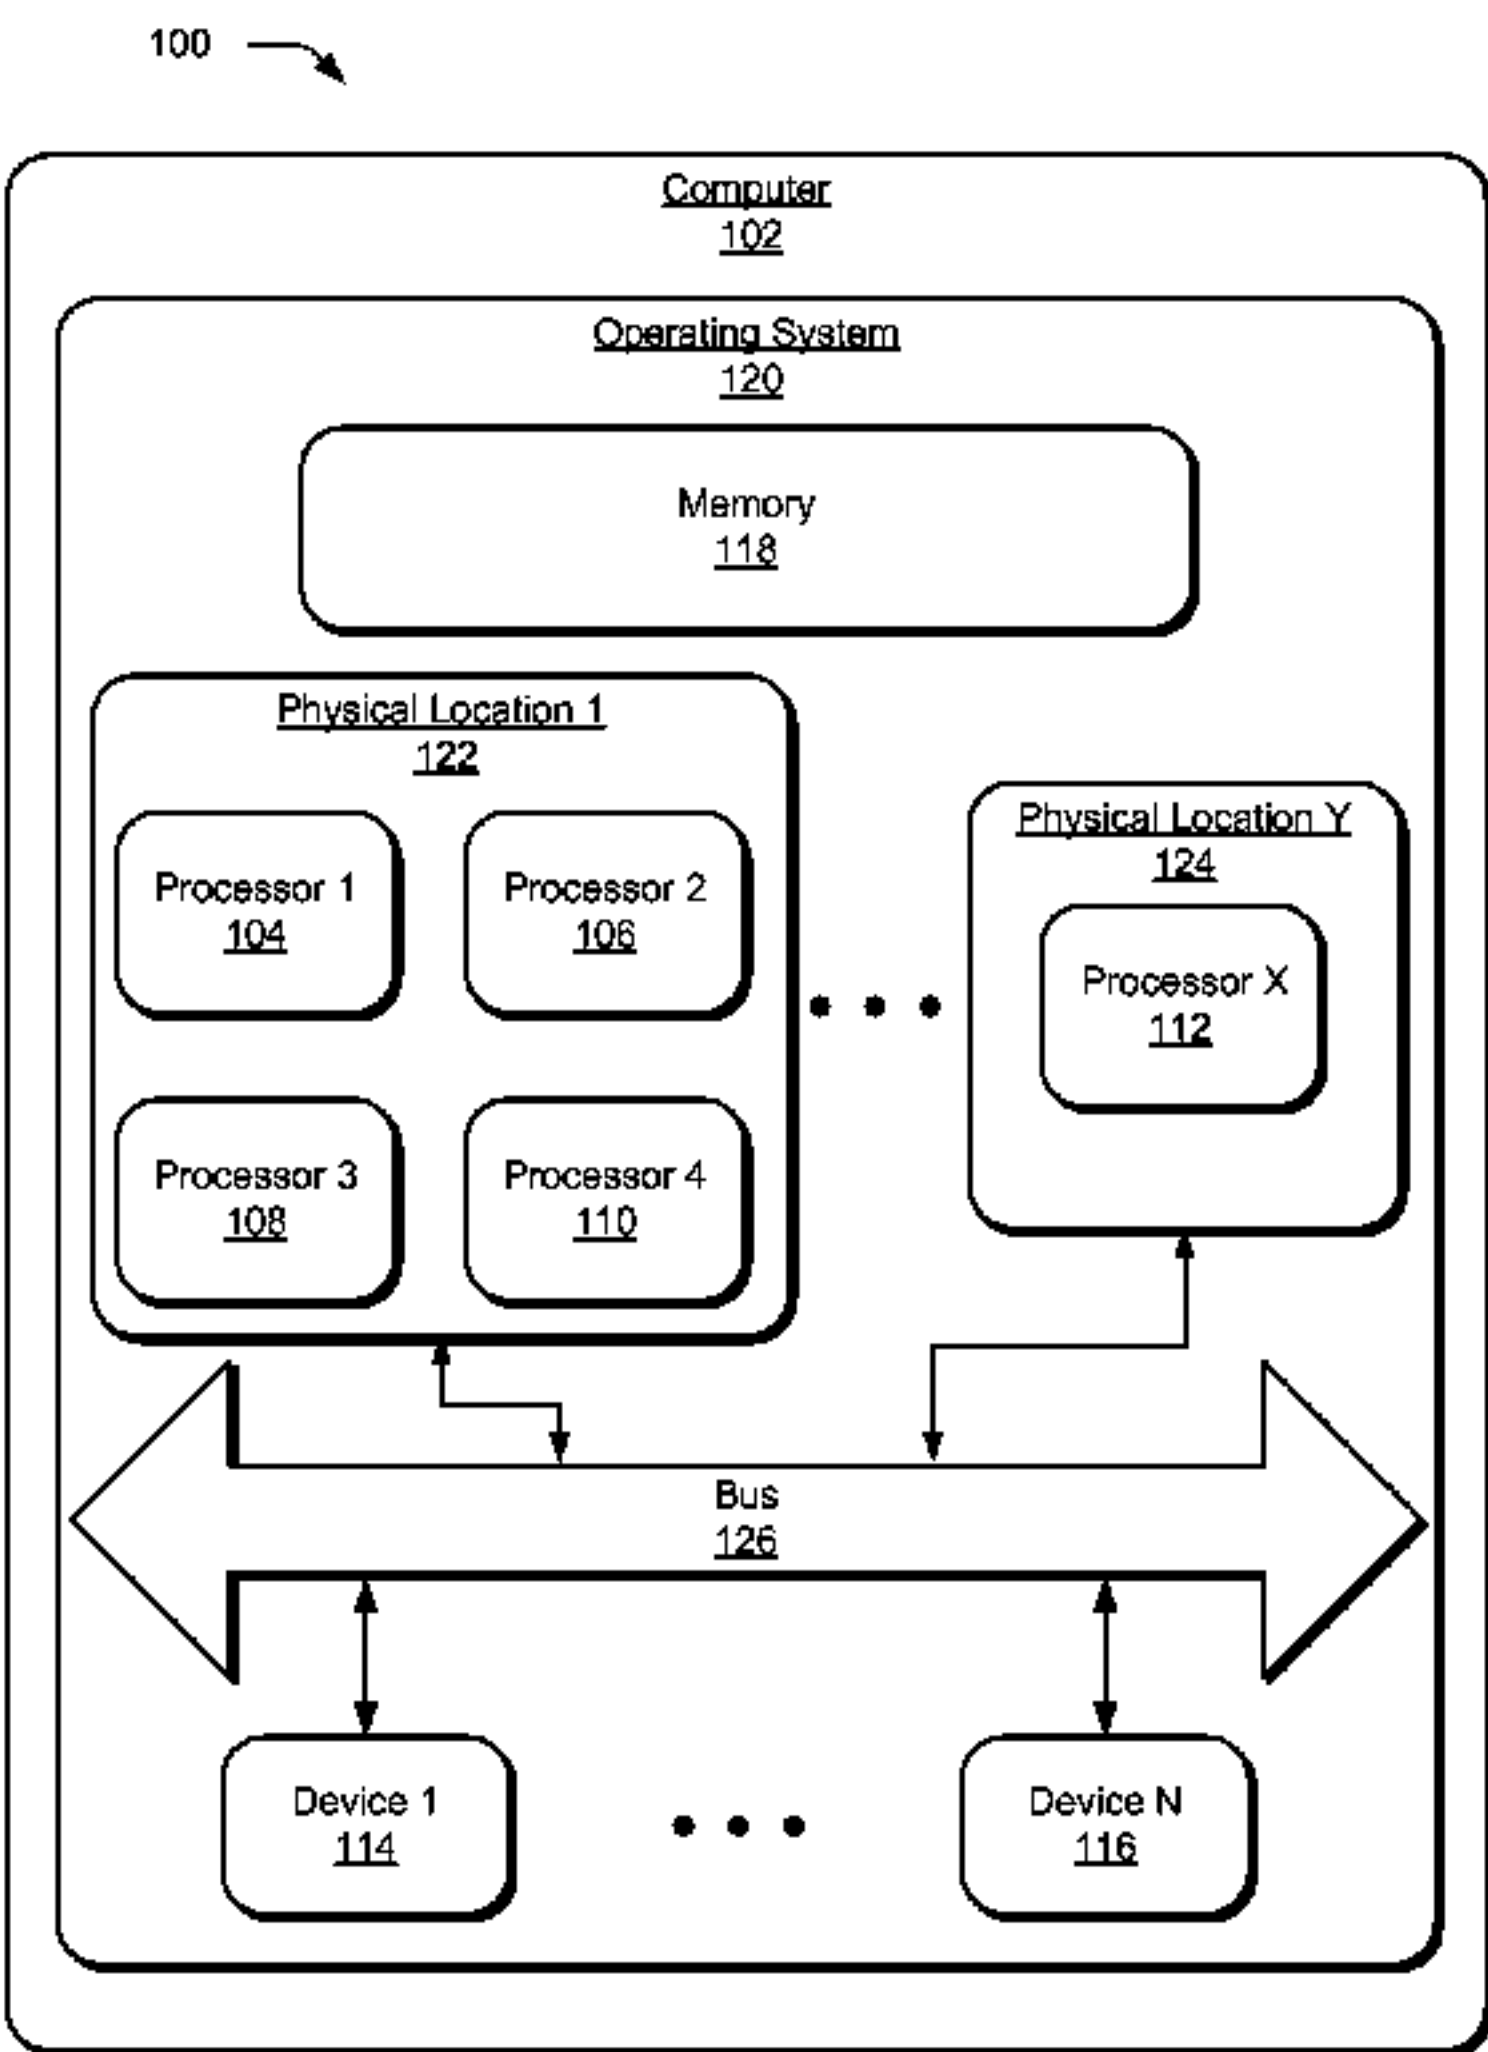 100
Computer
102
Operating System
120
Memory
118
Physical Location 1
122
Processor 1
104
Processor 2
106
Processor 3
108
Processor 4
110
Physical Location Y
124
Processor X
112
Bus
126
Device 1
114
Device N
116